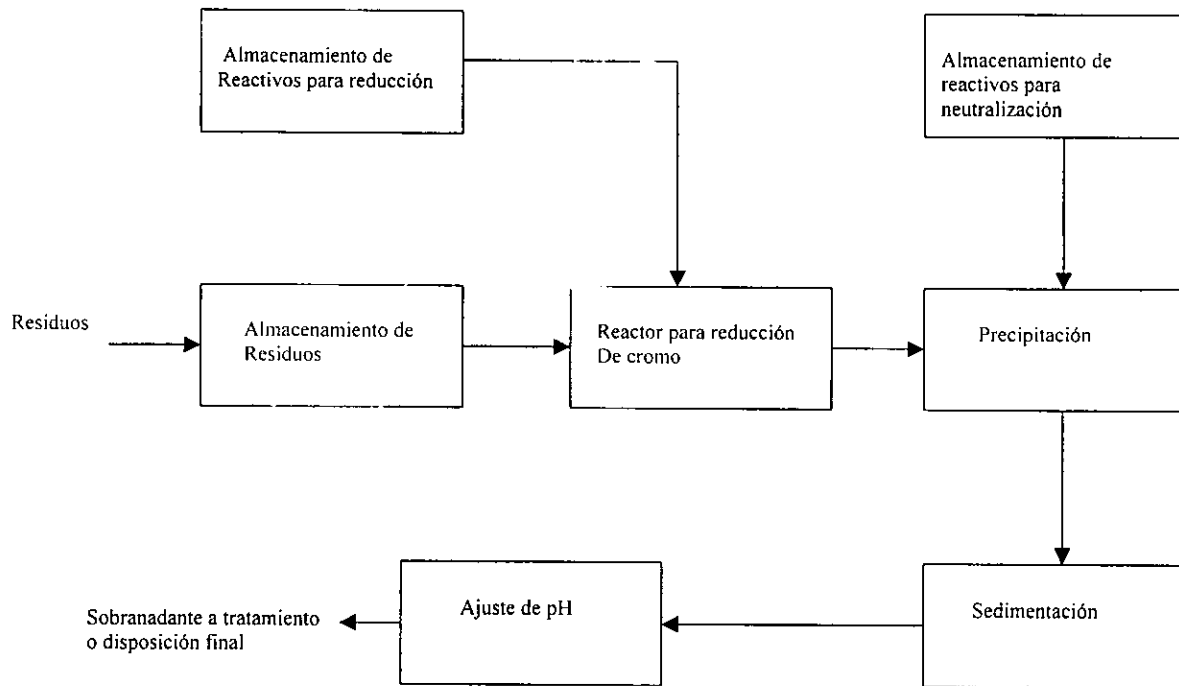 Almacenamiento de
Reactivos para reducción
Almacenamiento de
reactivos para
neutralización
Residuos
Almacenamiento de
Residuos
Reactor para reducción
De cromo
Precipitación
Sobranadante a tratamiento
o disposición final
Ajuste de pH
Sedimentación